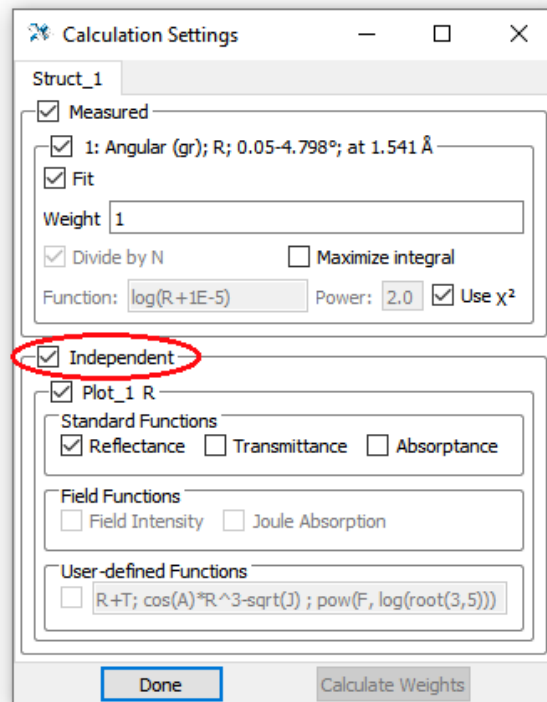 Calculation Settings
Struct_1
Measured
1: Angular (gr); R; 0.05-4.798°; at 1.541 Å
Fit
Weight 1
Divide by N Maximize integral
Function: log(R+1E-5) Power: 2.0 Use χ²
Independent
Plot_1 R
Standard Functions
Reflectance Transmittance Absorptance
Field Functions
Field Intensity Joule Absorption
User-defined Functions
R+T; cos(A)*R^3-sqrt(J) ; pow(F, log(root(3,5)))
Done Calculate Weights